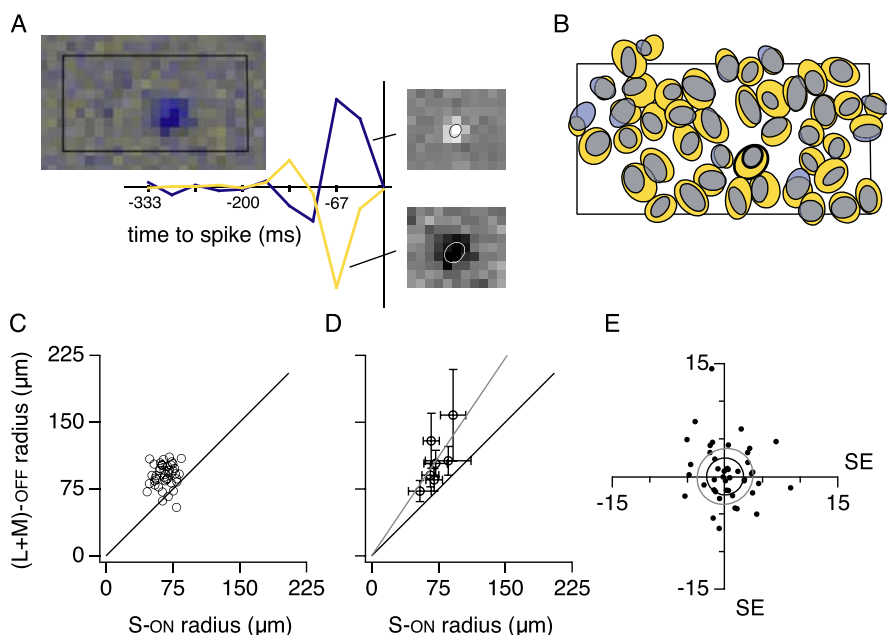 A
B
-333
-200
-67
time to spike (ms)
C
D
E
(L+M)-OFF radius (µm)
225
150
75
0
0
75
150
225
S-ON radius (µm)
0
75
150
225
S-ON radius (µm)
15
SE
-15
15
-15
SE